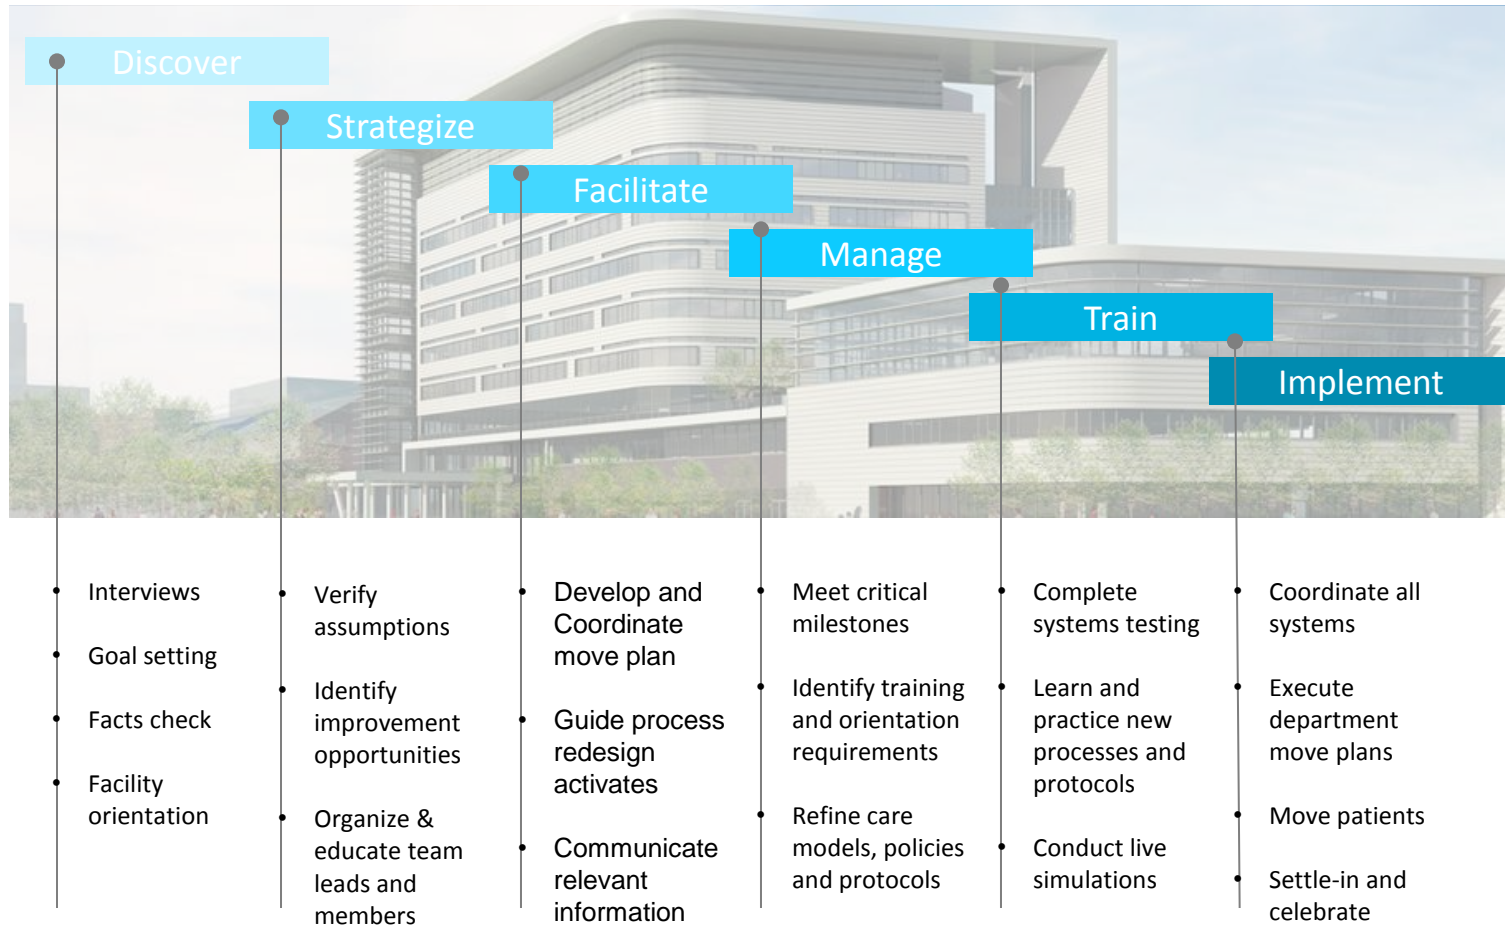 Discover
Strategize
Facilitate
Manage
Train
Implement
• Interviews
• Goal setting
• Facts check
• Facility
orientation
• Verify
assumptions
• Identify
improvement
opportunities
• Organize &
educate team
leads and
members
• Develop and
Coordinate
move plan
• Guide process
redesign
activates
• Communicate
relevant
information
• Meet critical
milestones
• Identify training
and orientation
requirements
• Refine care
models, policies
and protocols
• Complete
systems testing
• Learn and
practice new
processes and
protocols
• Conduct live
simulations
• Coordinate all
systems
• Execute
department
move plans
• Move patients
• Settle-in and
celebrate